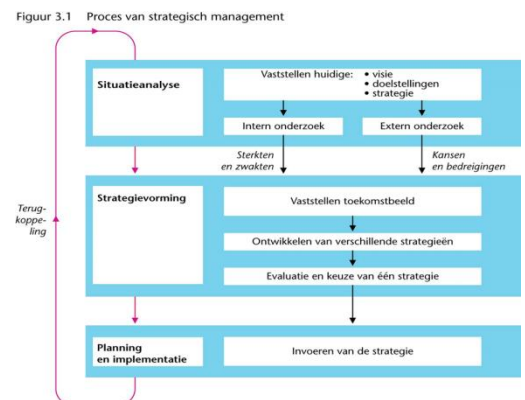 Figuur 3.1 Proces van strategisch management
Situatieanalyse
Vaststellen huidige: • visie
• doelstellingen
• strategie
Intern onderzoek
Extern onderzoek
Sterkten
en zwakten
Kansen
en bedreigingen
Strategievorming
Vaststellen toekomstbeeld
Ontwikkelen van verschillende strategieën
Evaluatie en keuze van één strategie
Terug-
koppe-
ling
Planning
en implementatie
Invoeren van de strategie